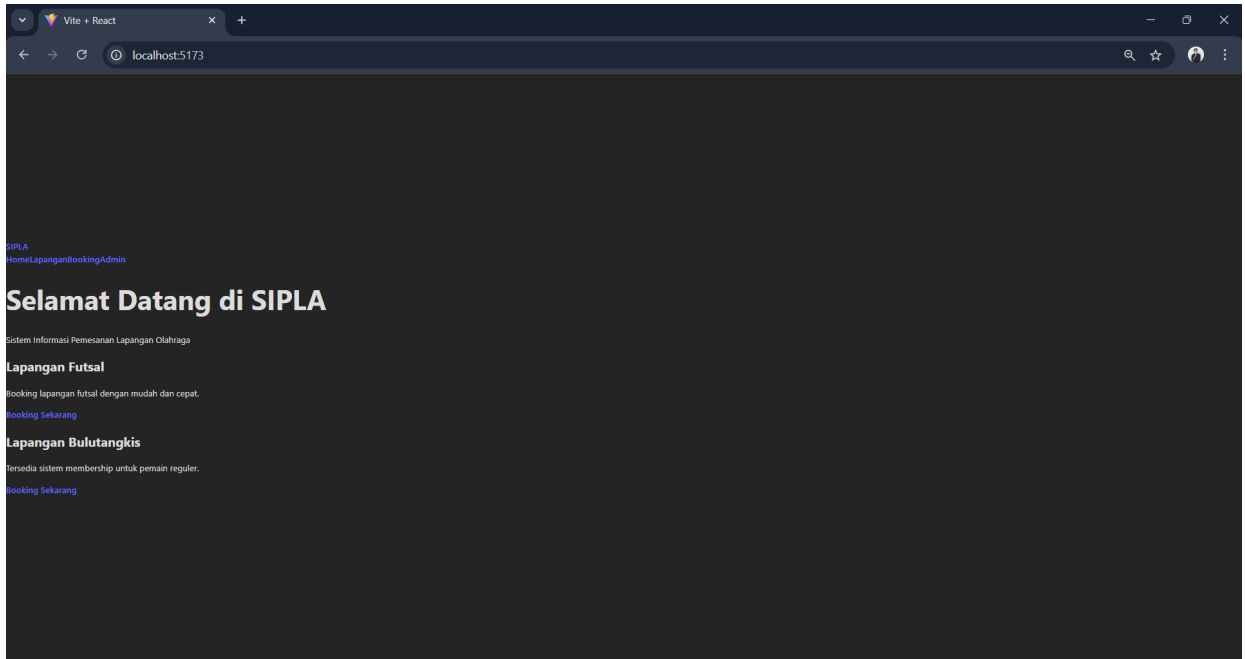 Vite + React
localhost:5173
SIPLA
HomeLapanganBookingAdmin
Selamat Datang di SIPLA
Sistem Informasi Pemesanan Lapangan Olahraga
Lapangan Futsal
Booking lapangan futsal dengan mudah dan cepat.
Booking Sekarang
Lapangan Bulutangkis
Tersedia sistem membership untuk pemain reguler.
Booking Sekarang